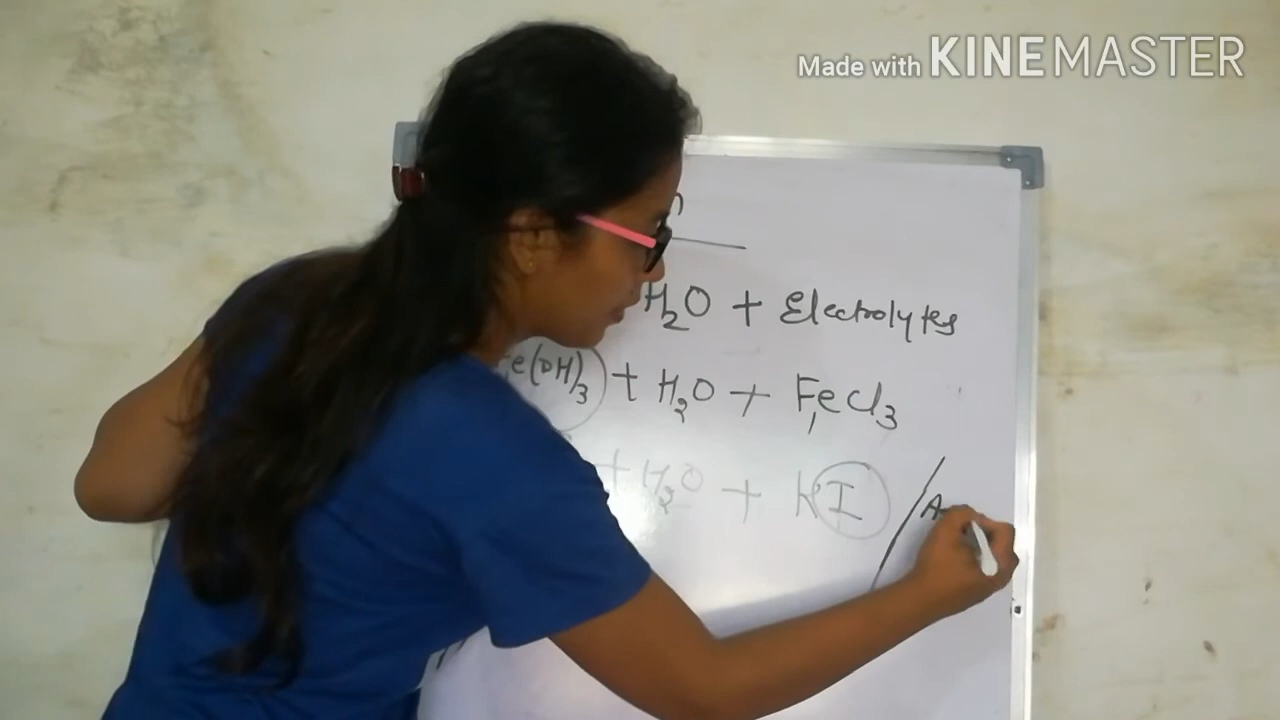 Made with KINEMASTER
H₂O + Electrolytes
e(OH)₃ + H₂O + FeCl₃
+ H₂O + KI / A